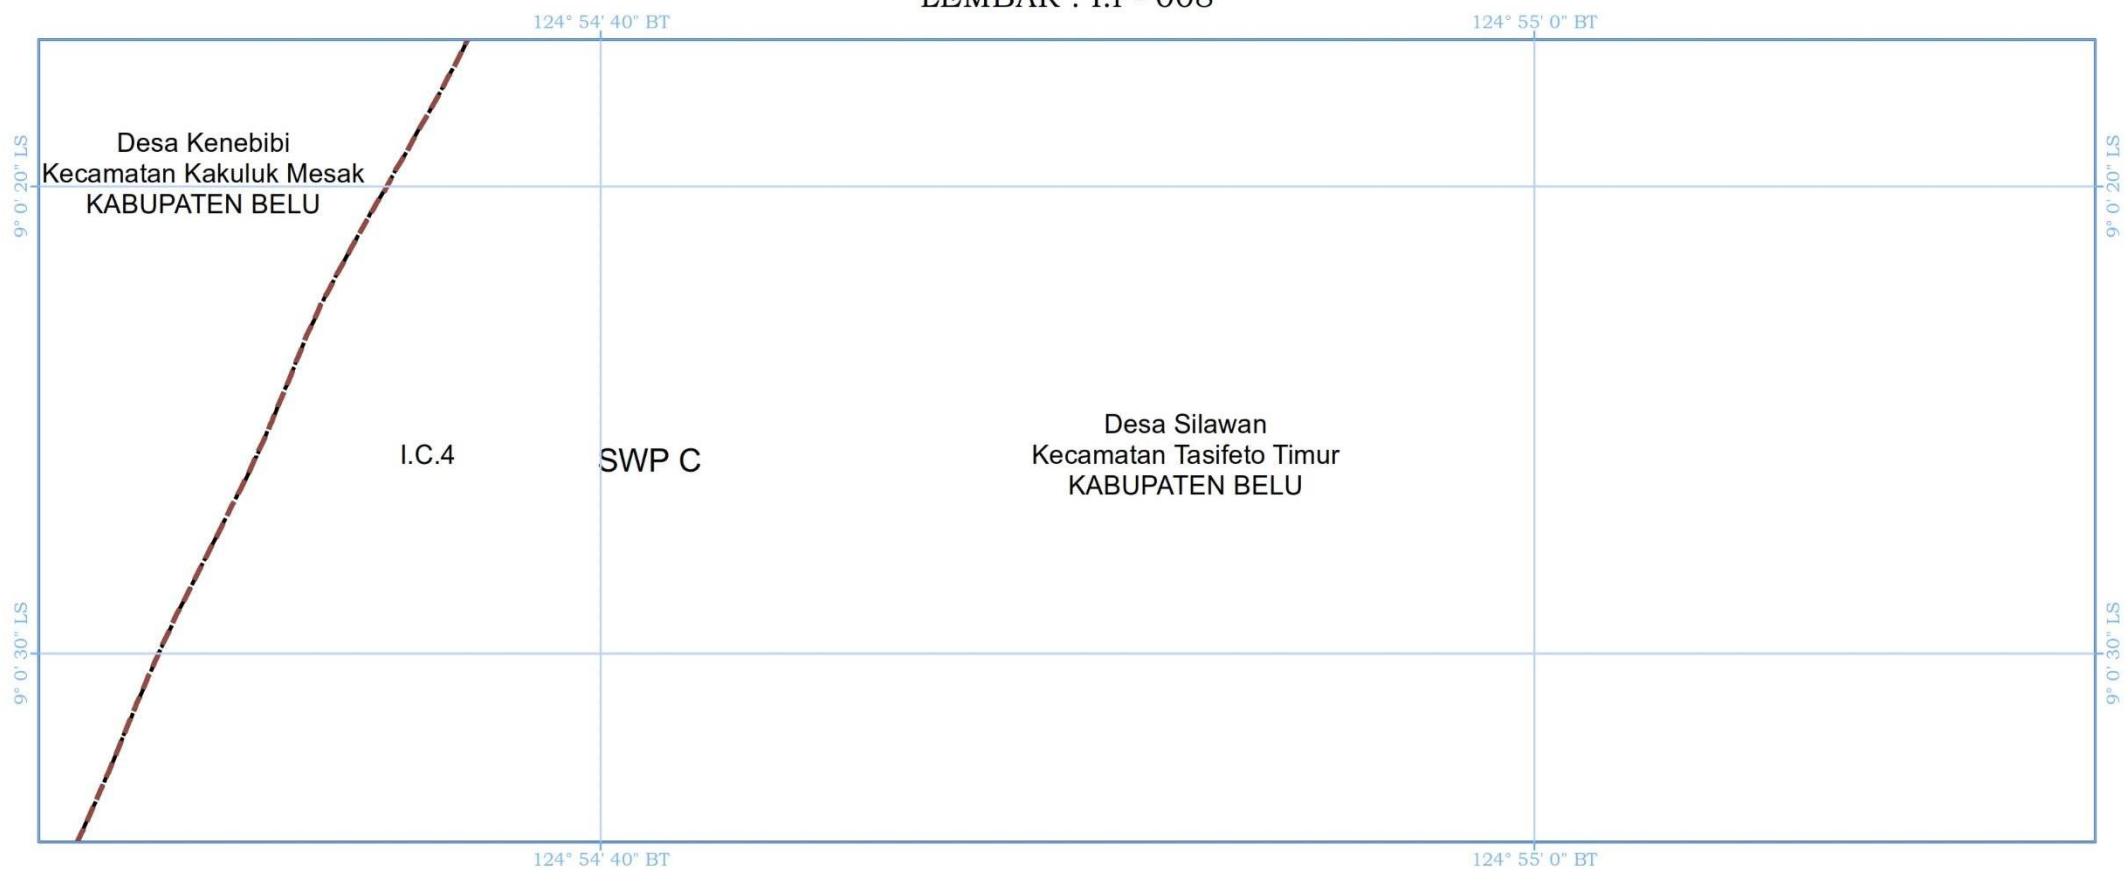 124° 54' 40" BT
124° 55' 0" BT
Desa Kenebibi
Kecamatan Kakuluk Mesak
KABUPATEN BELU
9° 0' 20" LS
9° 0' 20" LS
Desa Silawan
Kecamatan Tasifeto Timur
KABUPATEN BELU
I.C.4
SWP C
9° 0' 30" LS
9° 0' 30" LS
124° 54' 40" BT
124° 55' 0" BT